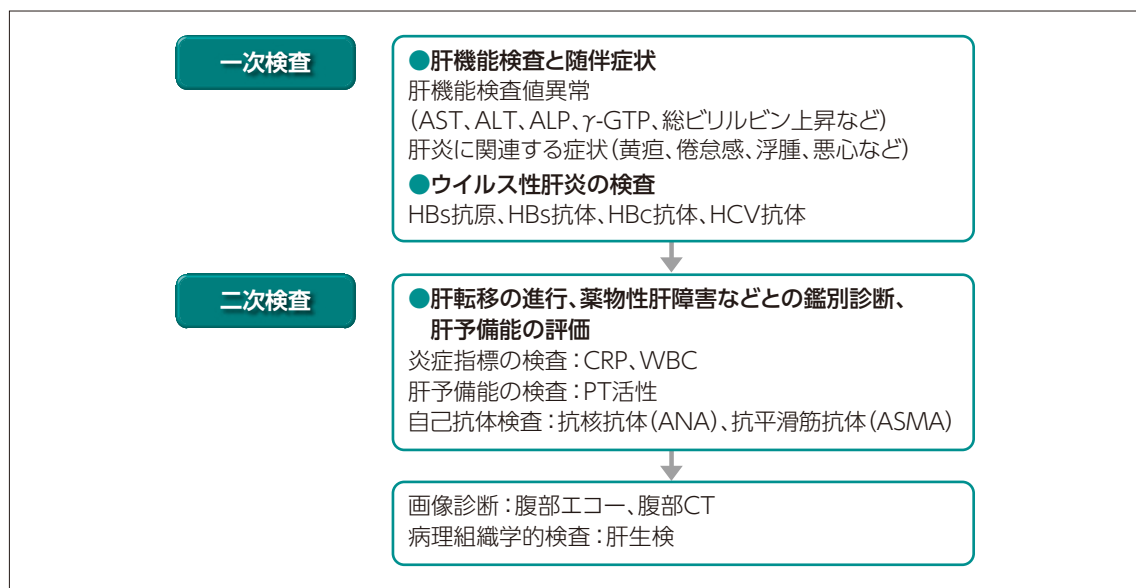 一次検査
●肝機能検査と随伴症状
肝機能検査値異常
(AST、ALT、ALP、γ-GTP、総ビリルビン上昇など)
肝炎に関連する症状(黄疸、倦怠感、浮腫、悪心など)
●ウイルス性肝炎の検査
HBs抗原、HBs抗体、HBc抗体、HCV抗体
二次検査
●肝転移の進行、薬物性肝障害などとの鑑別診断、
肝予備能の評価
炎症指標の検査：CRP、WBC
肝予備能の検査：PT活性
自己抗体検査：抗核抗体(ANA)、抗平滑筋抗体(ASMA)
画像診断：腹部エコー、腹部CT
病理組織学的検査：肝生検